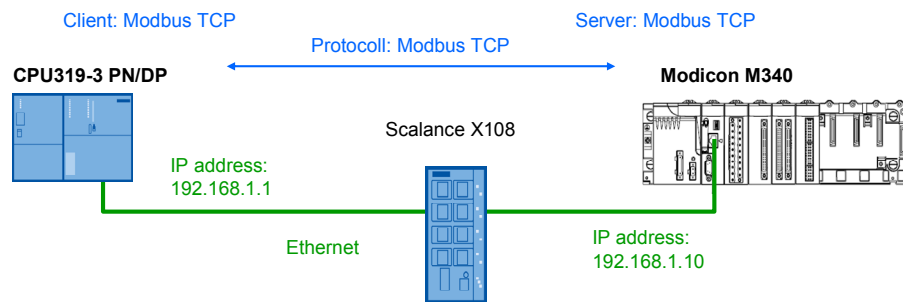 Client: Modbus TCP
Server: Modbus TCP
Protocoll: Modbus TCP
CPU319-3 PN/DP
Modicon M340
Scalance X108
IP address:
192.168.1.1
Ethernet
IP address:
192.168.1.10